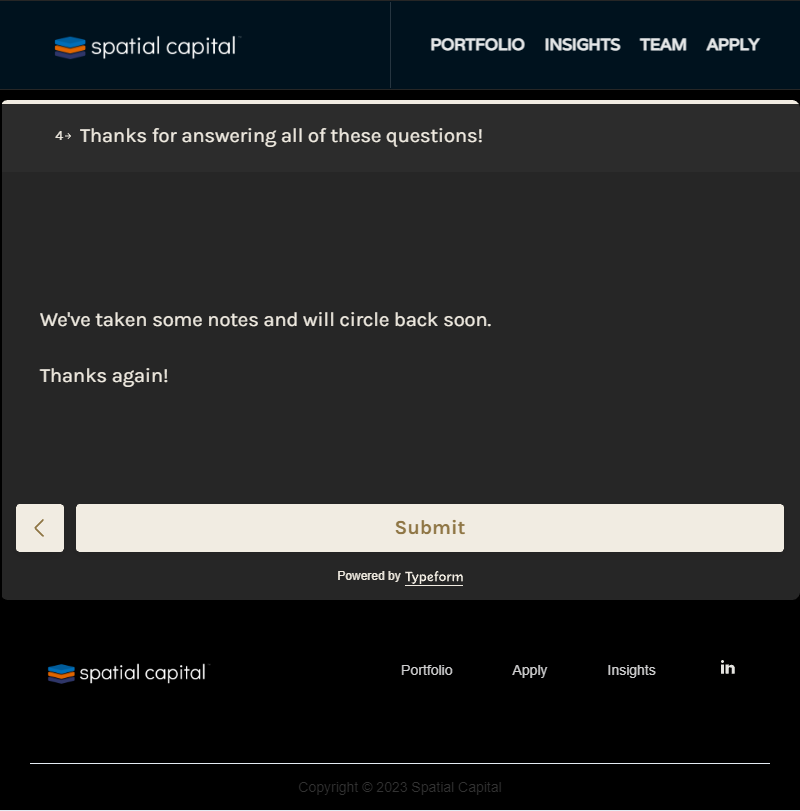 spatial capital™
PORTFOLIO INSIGHTS TEAM APPLY
4→ Thanks for answering all of these questions!
We've taken some notes and will circle back soon.
Thanks again!
Submit
Powered by Typeform
spatial capital
Portfolio Apply Insights in
Copyright © 2023 Spatial Capital